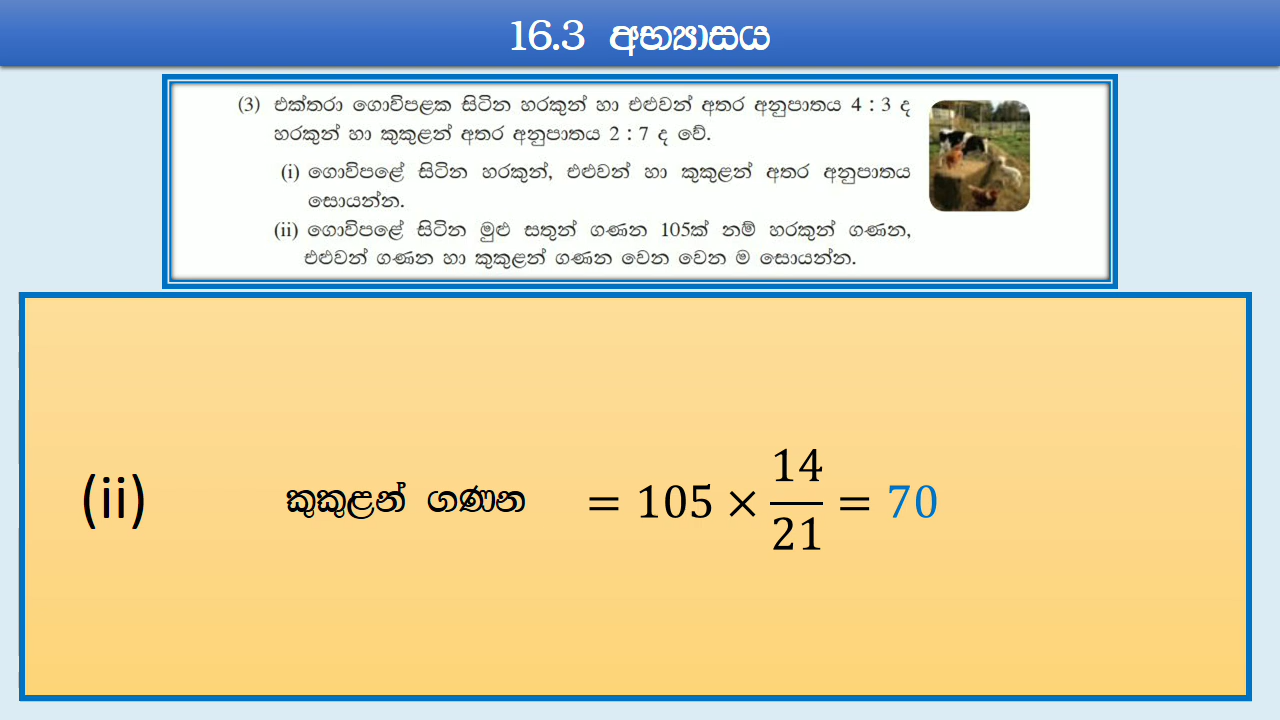 16.3 අභ්‍යාසය
(3) එක්තරා ගොවිපළක සිටින හරකුන් හා එළුවන් අතර අනුපාතය 4 : 3 ද
හරකුන් හා කුකුළන් අතර අනුපාතය 2 : 7 ද වේ.
(i) ගොවිපළේ සිටින හරකුන්, එළුවන් හා කුකුළන් අතර අනුපාතය
සොයන්න.
(ii) ගොවිපළේ සිටින මුළු සතුන් ගණන 105ක් නම් හරකුන් ගණන,
එළුවන් ගණන හා කුකුළන් ගණන වෙන වෙන ම සොයන්න.
(ii) කුකුළන් ගණන = 105 × 14/21 = 70